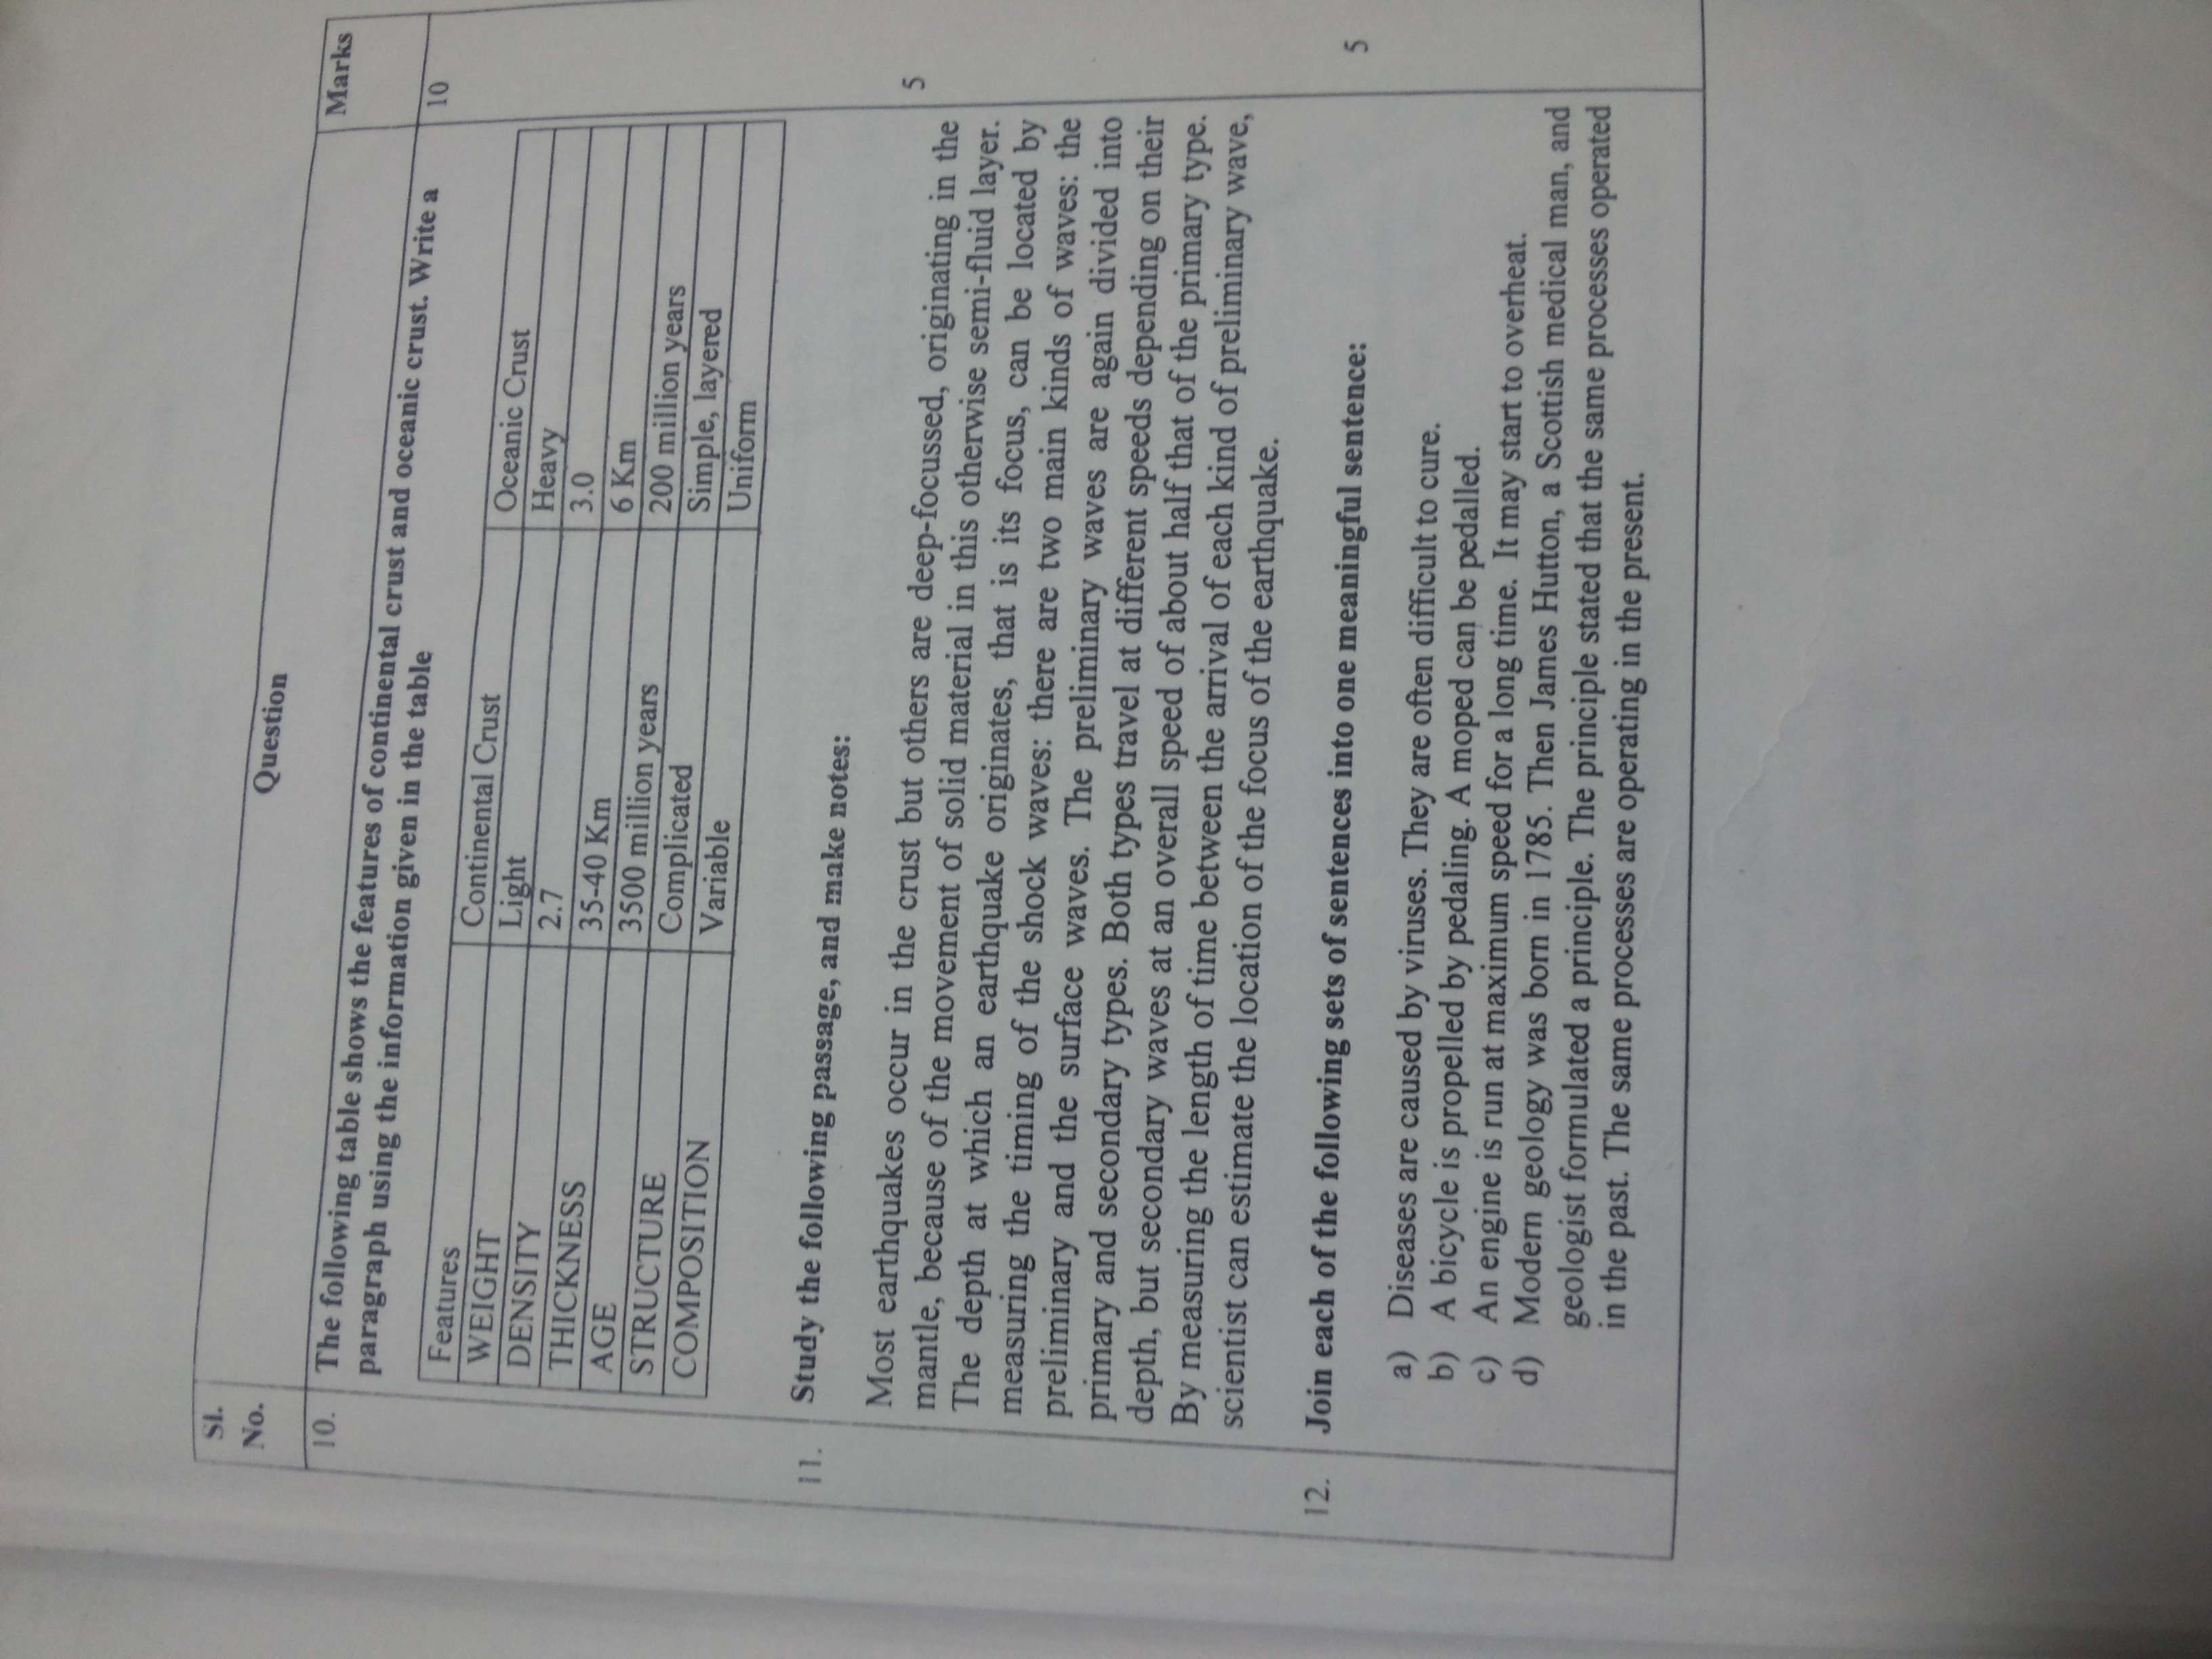 Sl.
No.
Question
Marks
10. The following table shows the features of continental crust and oceanic crust. Write a 10
paragraph using the information given in the table
Features Continental Crust Oceanic Crust
WEIGHT Light Heavy
DENSITY 2.7 3.0
THICKNESS 35-40 Km 6 Km
AGE 3500 million years 200 million years
STRUCTURE Complicated Simple, layered
COMPOSITION Variable Uniform
11. Study the following passage, and make notes:
Most earthquakes occur in the crust but others are deep-focussed, originating in the 5
mantle, because of the movement of solid material in this otherwise semi-fluid layer.
The depth at which an earthquake originates, that is its focus, can be located by
measuring the timing of the shock waves: there are two main kinds of waves: the
preliminary and the surface waves. The preliminary waves are again divided into
primary and secondary types. Both types travel at different speeds depending on their
depth, but secondary waves at an overall speed of about half that of the primary type.
By measuring the length of time between the arrival of each kind of preliminary wave,
scientist can estimate the location of the focus of the earthquake.
12. Join each of the following sets of sentences into one meaningful sentence: 5
a) Diseases are caused by viruses. They are often difficult to cure.
b) A bicycle is propelled by pedaling. A moped can be pedalled.
c) An engine is run at maximum speed for a long time. It may start to overheat.
d) Modern geology was born in 1785. Then James Hutton, a Scottish medical man, and
geologist formulated a principle. The principle stated that the same processes operated
in the past. The same processes are operating in the present.